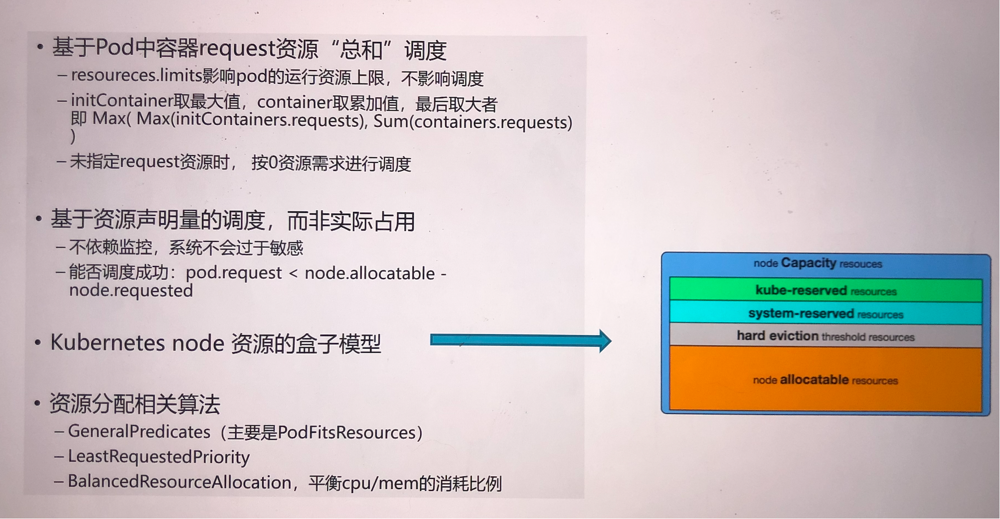 • 基于Pod中容器request资源“总和”调度
– resoureces.limits影响pod的运行资源上限，不影响调度
– initContainer取最大值，container取累加值，最后取大者
即 Max( Max(initContainers.requests), Sum(containers.requests)
)
– 未指定request资源时， 按0资源需求进行调度
• 基于资源声明量的调度，而非实际占用
– 不依赖监控，系统不会过于敏感
– 能否调度成功：pod.request < node.allocatable -
node.requested
• Kubernetes node 资源的盒子模型
• 资源分配相关算法
– GeneralPredicates（主要是PodFitsResources）
– LeastRequestedPriority
– BalancedResourceAllocation，平衡cpu/mem的消耗比例
node Capacity resouces
kube-reserved resources
system-reserved resources
hard eviction threshold resources
node allocatable resources